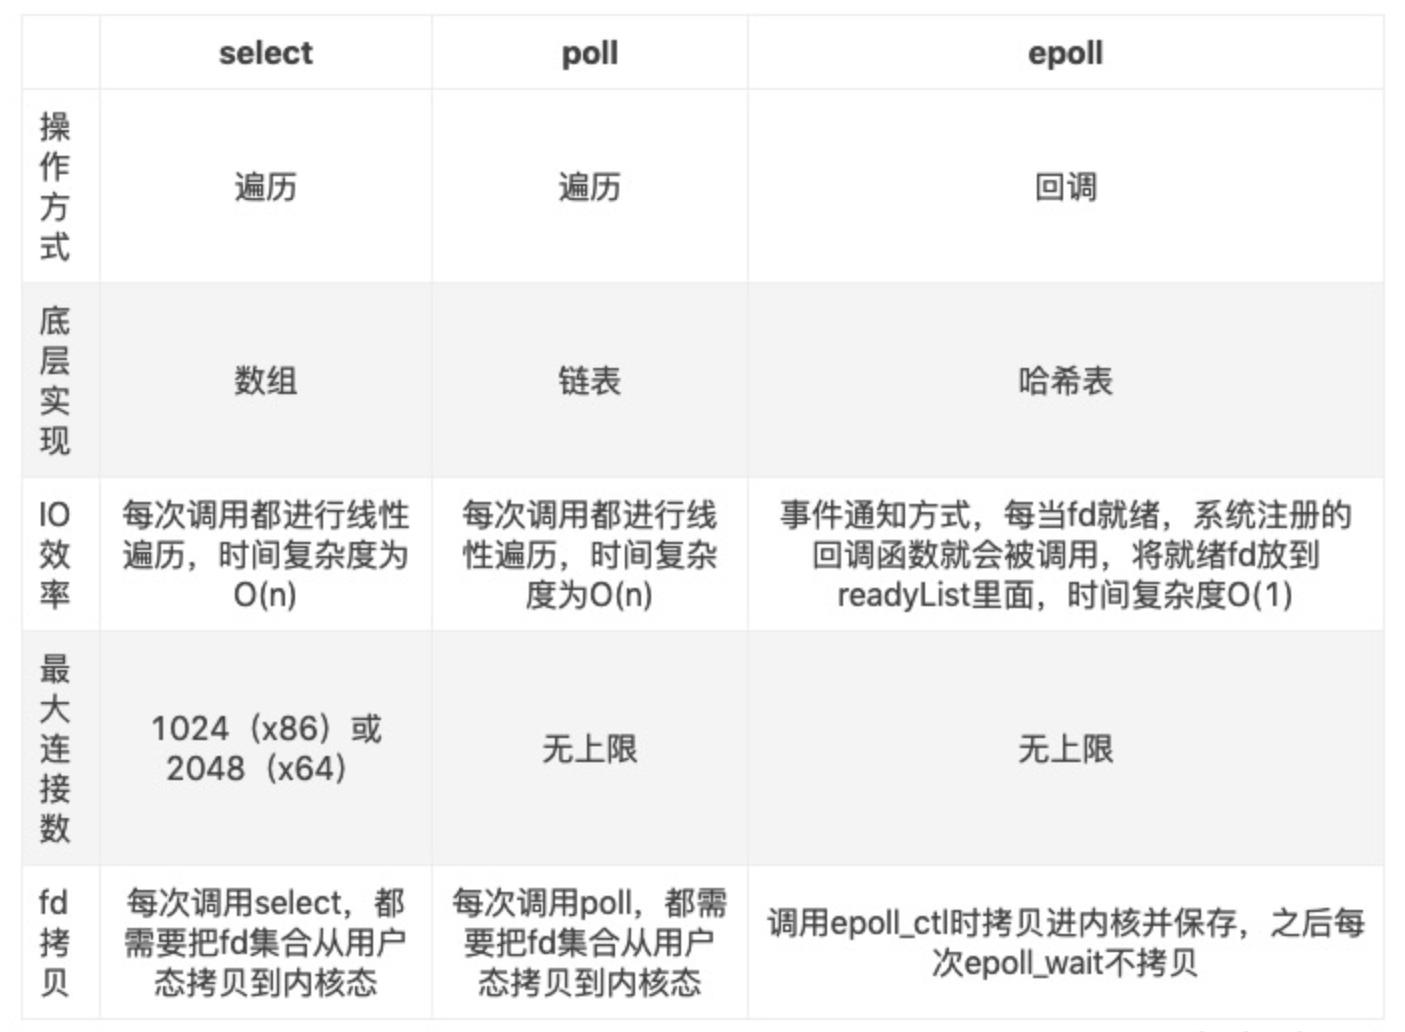 select
poll
epoll
操
作
方
式
遍历
遍历
回调
底
层
实
现
数组
链表
哈希表
IO
效
率
每次调用都进行线性
遍历，时间复杂度为
O(n)
每次调用都进行线
性遍历，时间复杂
度为O(n)
事件通知方式，每当fd就绪，系统注册的
回调函数就会被调用，将就绪fd放到
readyList里面，时间复杂度O(1)
最
大
连
接
数
1024（x86）或
2048（x64）
无上限
无上限
fd
拷
贝
每次调用select，都
需要把fd集合从用户
态拷贝到内核态
每次调用poll，都需
要把fd集合从用户
态拷贝到内核态
调用epoll_ctl时拷贝进内核并保存，之后每
次epoll_wait不拷贝